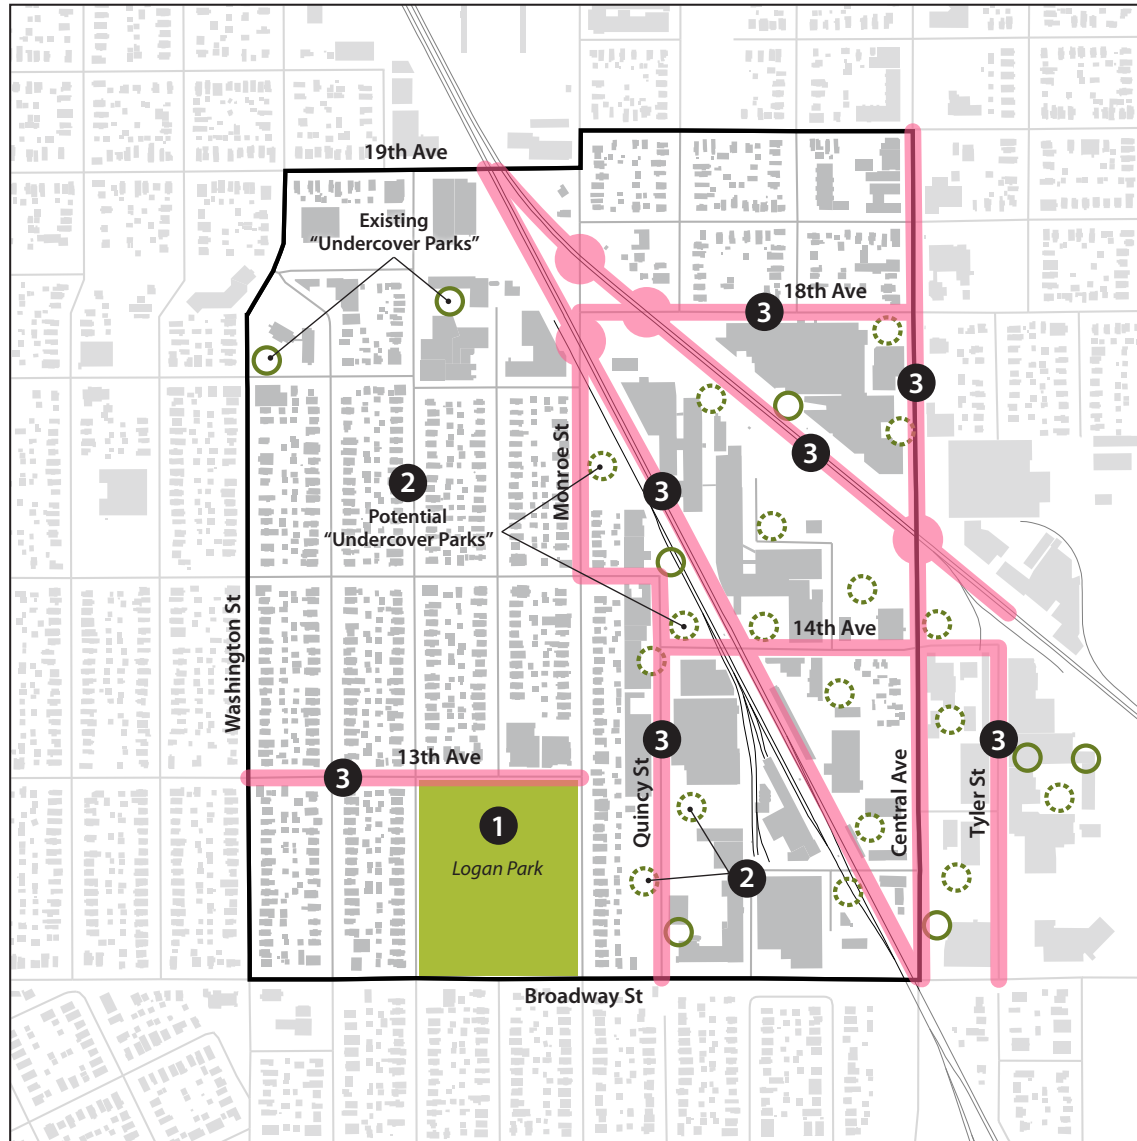 19th Ave
Existing
“Undercover Parks”
18th Ave
3
3
3
Monroe St
2
3
Potential
“Undercover Parks”
Washington St
14th Ave
3
3
13th Ave
3
Quincy St
Central Ave
Tyler St
1
Logan Park
2
Broadway St